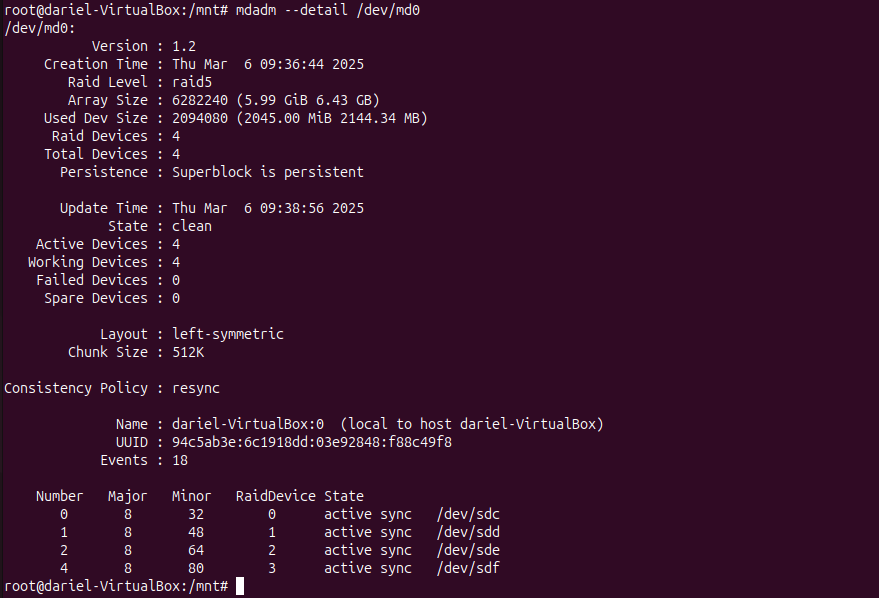 root@dariel-VirtualBox:/mnt# mdadm --detail /dev/md0
/dev/md0:
           Version : 1.2
     Creation Time : Thu Mar  6 09:36:44 2025
        Raid Level : raid5
        Array Size : 6282240 (5.99 GiB 6.43 GB)
     Used Dev Size : 2094080 (2045.00 MiB 2144.34 MB)
      Raid Devices : 4
     Total Devices : 4
       Persistence : Superblock is persistent

       Update Time : Thu Mar  6 09:38:56 2025
             State : clean
    Active Devices : 4
   Working Devices : 4
    Failed Devices : 0
     Spare Devices : 0

            Layout : left-symmetric
        Chunk Size : 512K

Consistency Policy : resync

              Name : dariel-VirtualBox:0  (local to host dariel-VirtualBox)
              UUID : 94c5ab3e:6c1918dd:03e92848:f88c49f8
            Events : 18

    Number   Major   Minor   RaidDevice State
       0       8       32        0      active sync   /dev/sdc
       1       8       48        1      active sync   /dev/sdd
       2       8       64        2      active sync   /dev/sde
       4       8       80        3      active sync   /dev/sdf
root@dariel-VirtualBox:/mnt#